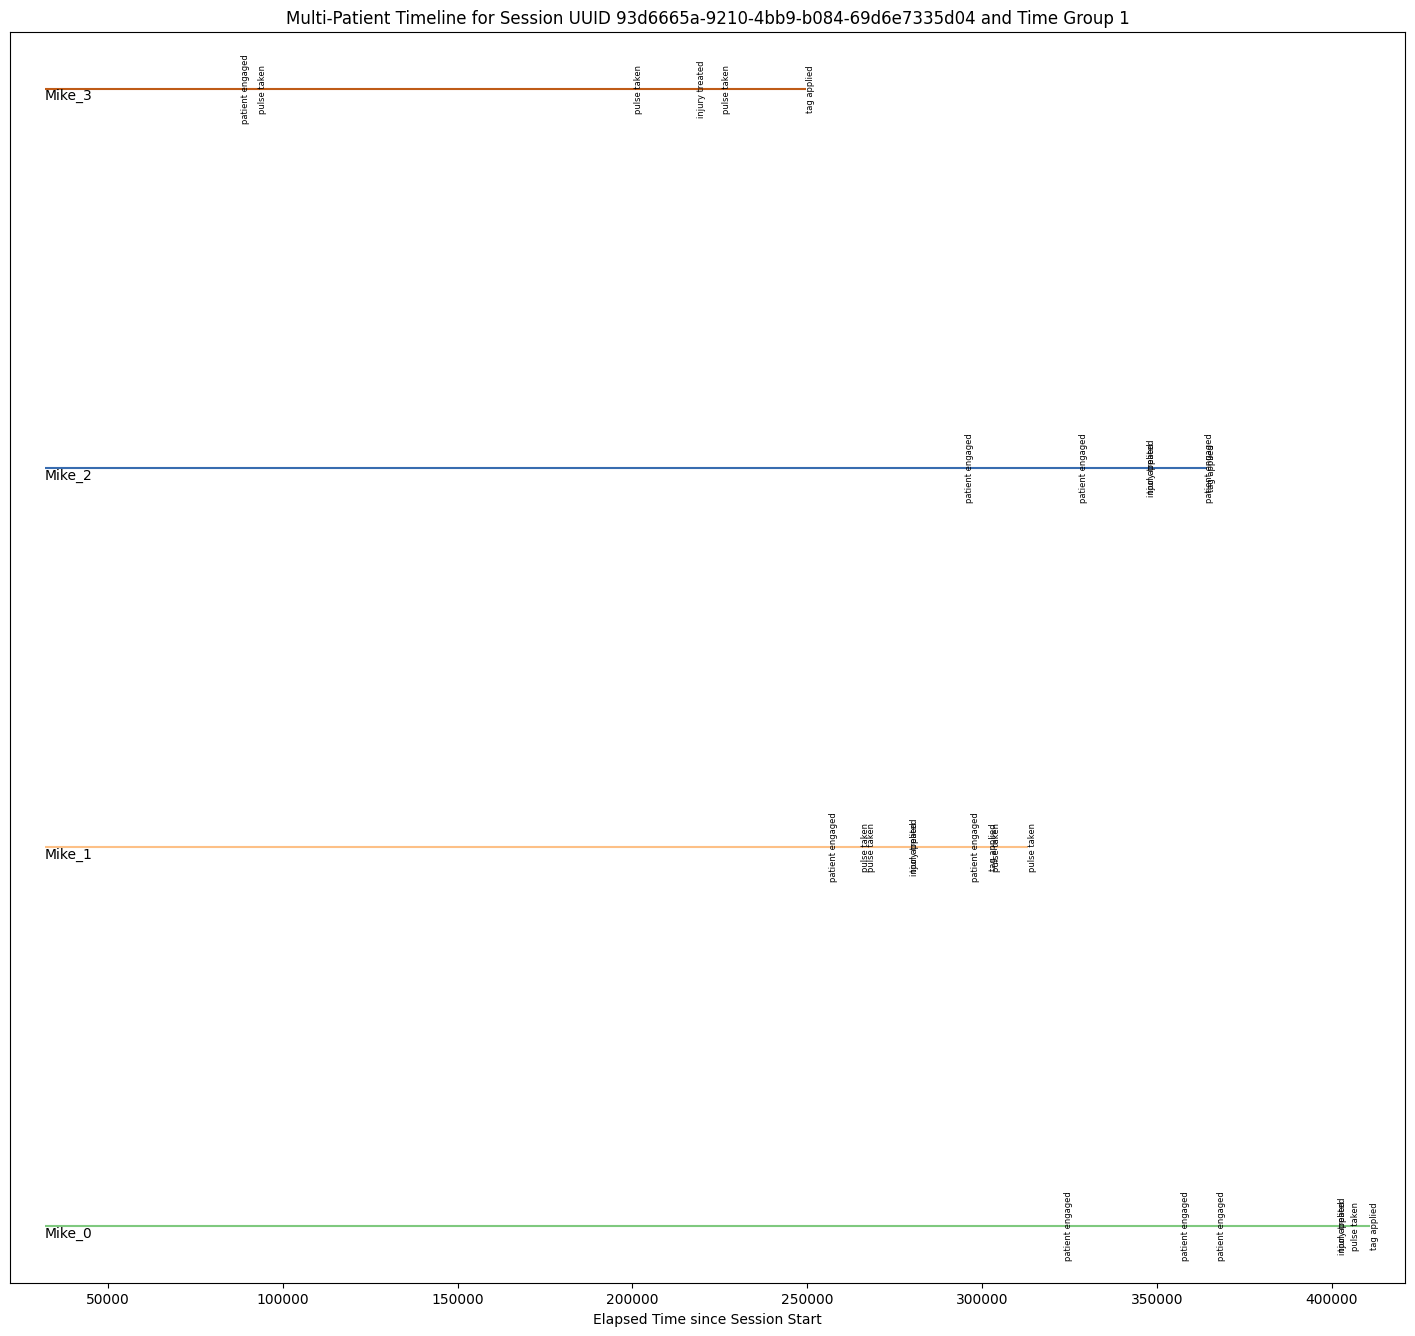 Multi-Patient Timeline for Session UUID 93d6665a-9210-4bb9-b084-69d6e7335d04 and Time Group 1
Mike_3
patient engaged
pulse taken
pulse taken
injury treated
pulse taken
tag applied
Mike_2
patient engaged
patient engaged
injury treated
patient engaged
tag applied
Mike_1
patient engaged
pulse taken
pulse taken
injury treated
patient engaged
tag applied
pulse taken
pulse taken
Mike_0
patient engaged
patient engaged
patient engaged
injury treated
pulse taken
tag applied
50000
100000
150000
200000
250000
300000
350000
400000
Elapsed Time since Session Start